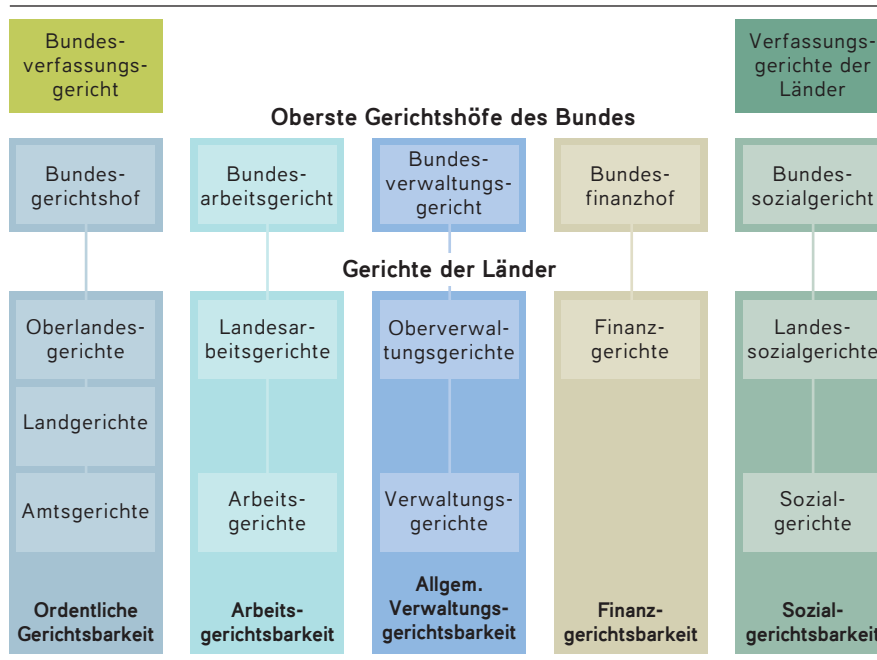 Bundes-
verfassungs-
gericht
Verfassungs-
gerichte der
Länder
Oberste Gerichtshöfe des Bundes
Bundes-
gerichtshof
Bundes-
arbeitsgericht
Bundes-
verwaltungs-
gericht
Bundes-
finanzhof
Bundes-
sozialgericht
Gerichte der Länder
Oberlandes-
gerichte
Landesar-
beitsgerichte
Oberverwal-
tungsgerichte
Finanz-
gerichte
Landes-
sozialgerichte
Landgerichte
Amtsgerichte
Arbeits-
gerichte
Verwaltungs-
gerichte
Sozial-
gerichte
Ordentliche
Gerichtsbarkeit
Arbeits-
gerichtsbarkeit
Allgem.
Verwaltungs-
gerichtsbarkeit
Finanz-
gerichtsbarkeit
Sozial-
gerichtsbarkeit